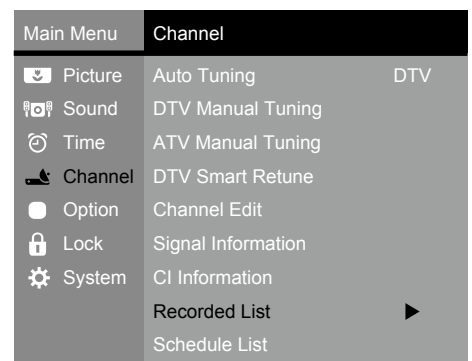 Main Menu
Channel
Picture
Sound
Time
Channel
Option
Lock
System
Auto Tuning DTV
DTV Manual Tuning
ATV Manual Tuning
DTV Smart Retune
Channel Edit
Signal Information
CI Information
Recorded List
Schedule List